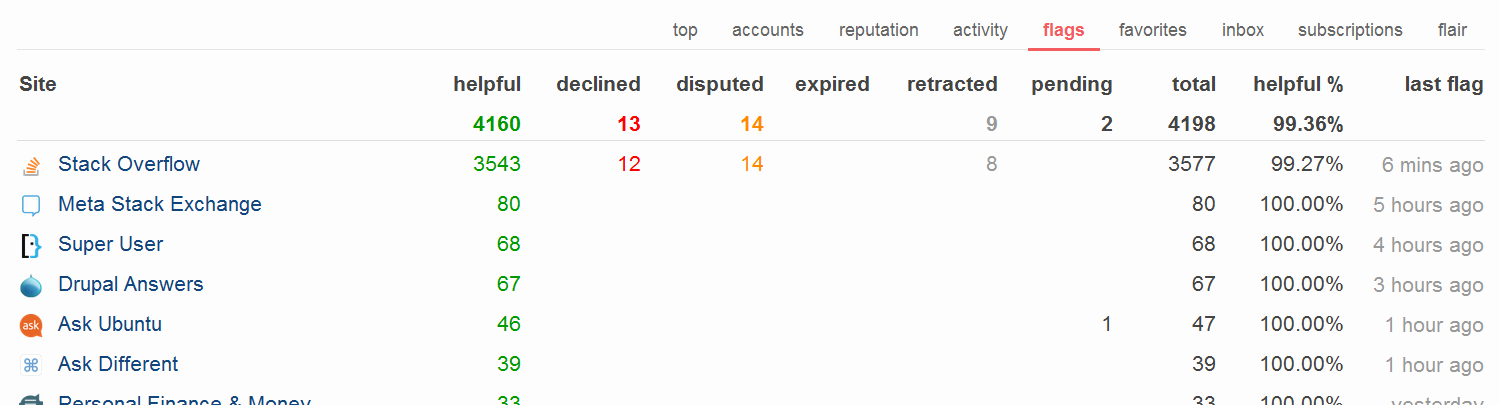 top accounts reputation activity flags favorites inbox subscriptions flair
Site helpful declined disputed expired retracted pending total helpful % last flag
4160 13 14 9 2 4198 99.36%
Stack Overflow 3543 12 14 8 3577 99.27% 6 mins ago
Meta Stack Exchange 80 80 100.00% 5 hours ago
Super User 68 68 100.00% 4 hours ago
Drupal Answers 67 67 100.00% 3 hours ago
ask Ask Ubuntu 46 1 47 100.00% 1 hour ago
Ask Different 39 39 100.00% 1 hour ago
Personal Finance & Money 33 33 100.00% yesterday